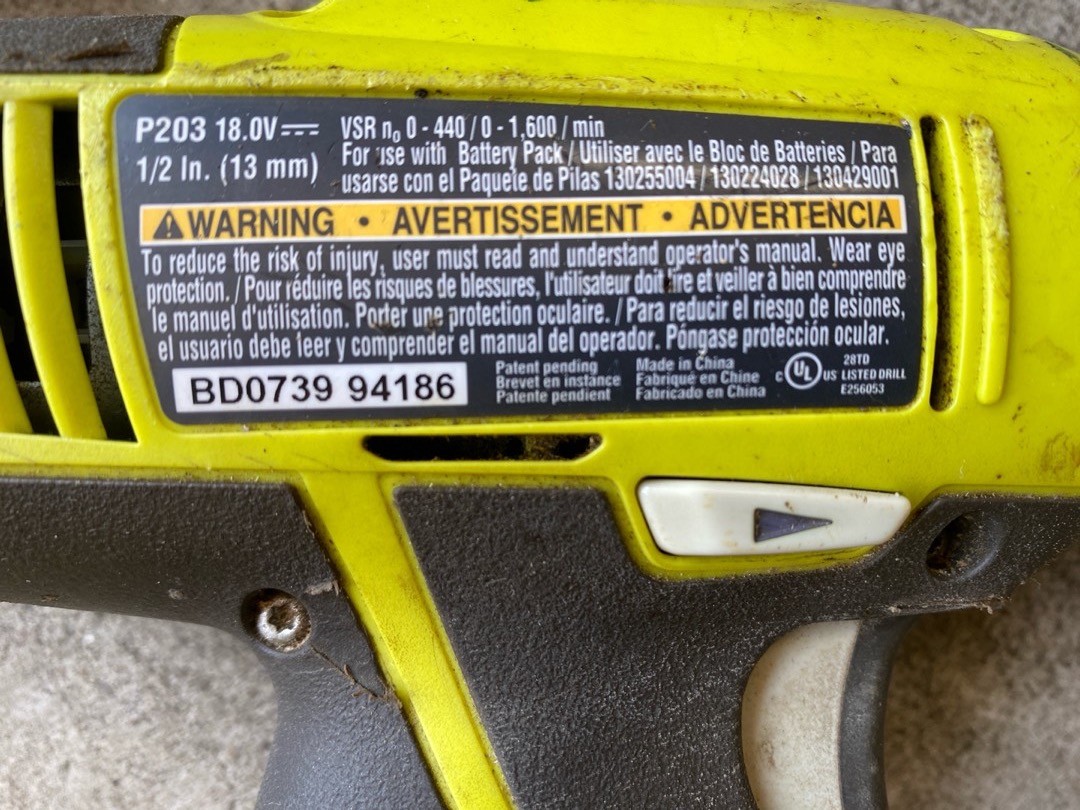 P203 18.0V⎓ VSR n₀ 0 - 440 / 0 - 1,600 / min
1/2 In. (13 mm) For use with Battery Pack / Utiliser avec le Bloc de Batteries / Para
usarse con el Paquete de Pilas 130255004 / 130224028 / 130429001
⚠WARNING • AVERTISSEMENT • ADVERTENCIA
To reduce the risk of injury, user must read and understand operator's manual. Wear eye
protection. / Pour réduire les risques de blessures, l'utilisateur doit lire et veiller à bien comprendre
le manuel d'utilisation. Porter une protection oculaire. / Para reducir el riesgo de lesiones,
el usuario debe leer y comprender el manual del operador. Póngase protección ocular.
BD0739 94186
Patent pending
Brevet en instance
Patente pendient
Made in China
Fabriqué en Chine
Fabricado en China
c UL us
28TD
LISTED DRILL
E256053